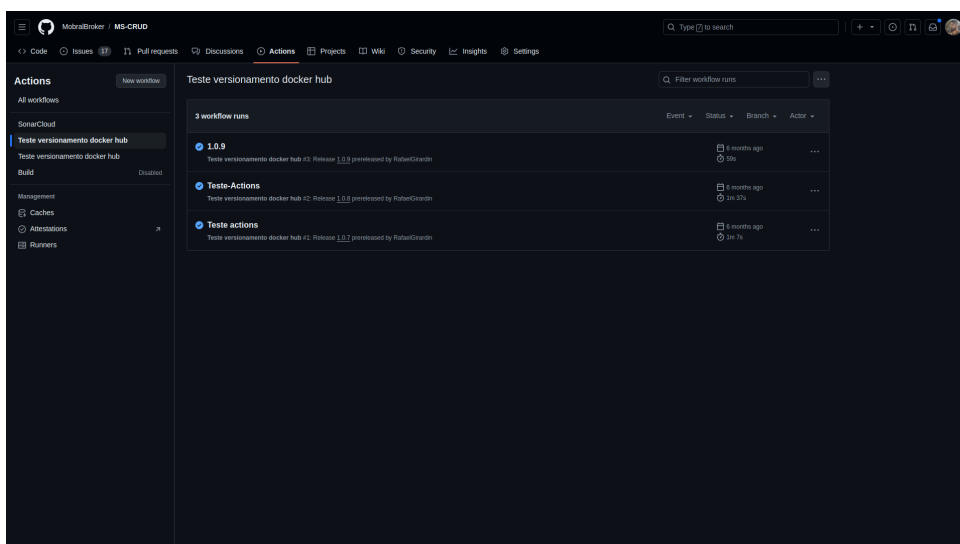 MobralBroker / MS-CRUD
Type / to search
Code Issues 17 Pull requests Discussions Actions Projects Wiki Security Insights Settings
Actions
New workflow
All workflows
SonarCloud
Teste versionamento docker hub
Teste versionamento docker hub
Build Disabled
Management
Caches
Attestations
Runners
Teste versionamento docker hub
Filter workflow runs
3 workflow runs
Event Status Branch Actor
1.0.9
Teste versionamento docker hub #3: Release 1.0.9 prereleased by RafaelGirardin
6 months ago
59s
Teste-Actions
Teste versionamento docker hub #2: Release 1.0.8 prereleased by RafaelGirardin
6 months ago
1m 37s
Teste actions
Teste versionamento docker hub #1: Release 1.0.7 prereleased by RafaelGirardin
6 months ago
1m 7s